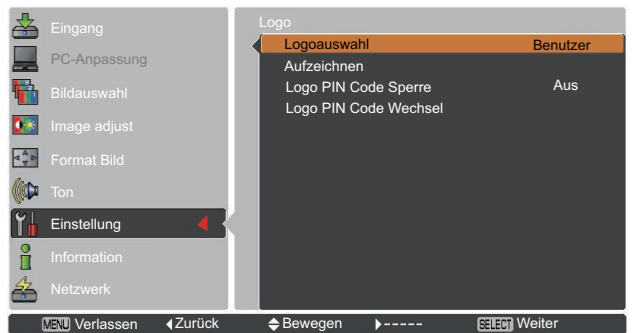 Eingang
PC-Anpassung
Bildauswahl
Image adjust
Format Bild
Ton
Einstellung
Information
Netzwerk
Logo
Logoauswahl Benutzer
Aufzeichnen
Logo PIN Code Sperre Aus
Logo PIN Code Wechsel
MENU Verlassen Zurück Bewegen ----- SELECT Weiter